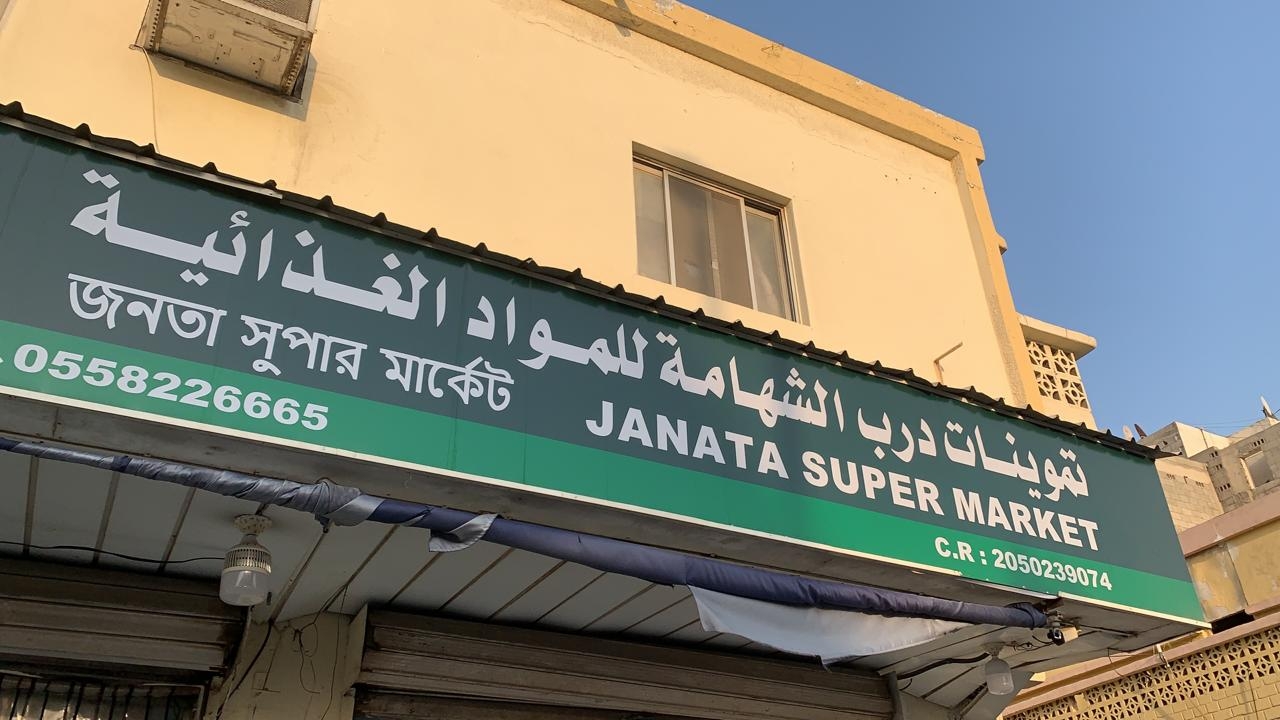 تموينات درب الشهامة للمواد الغذائية
জনতা সুপার মার্কেট
JANATA SUPER MARKET
0558226665
C.R : 2050239074